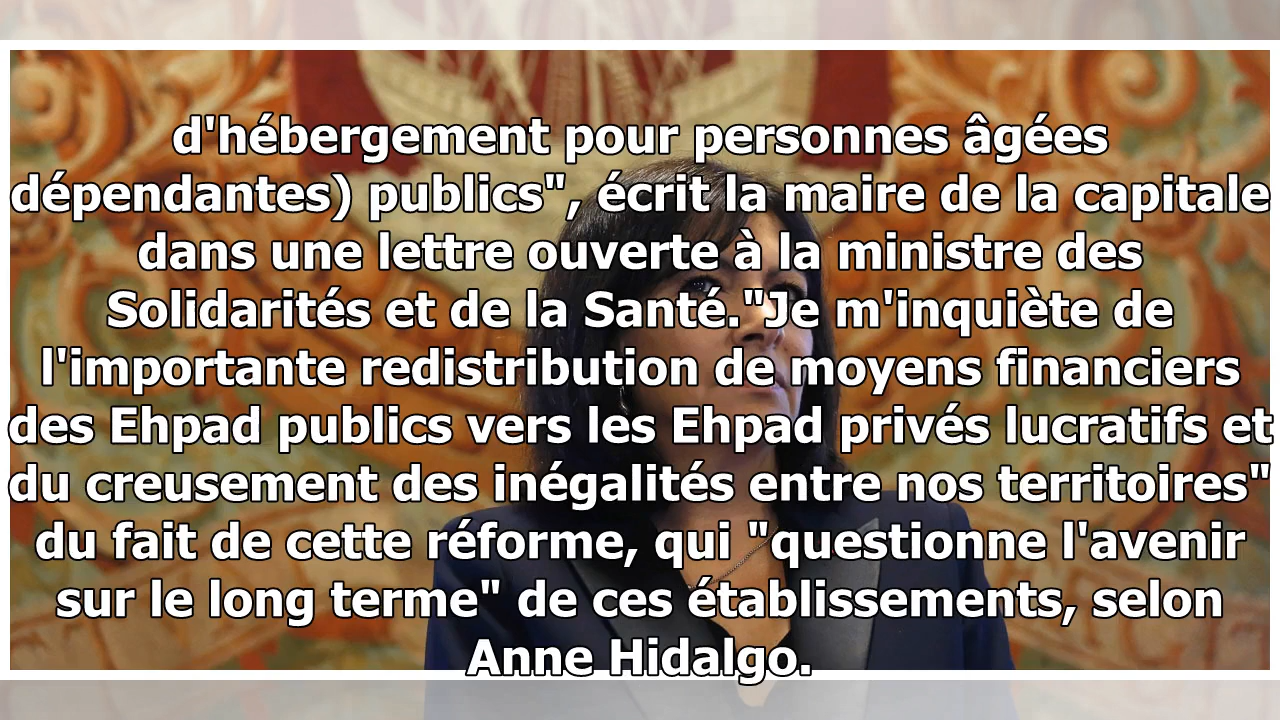 d'hébergement pour personnes âgées
dépendantes) publics", écrit la maire de la capitale
dans une lettre ouverte à la ministre des
Solidarités et de la Santé."Je m'inquiète de
l'importante redistribution de moyens financiers
des Ehpad publics vers les Ehpad privés lucratifs et
du creusement des inégalités entre nos territoires"
du fait de cette réforme, qui "questionne l'avenir
sur le long terme" de ces établissements, selon
Anne Hidalgo.